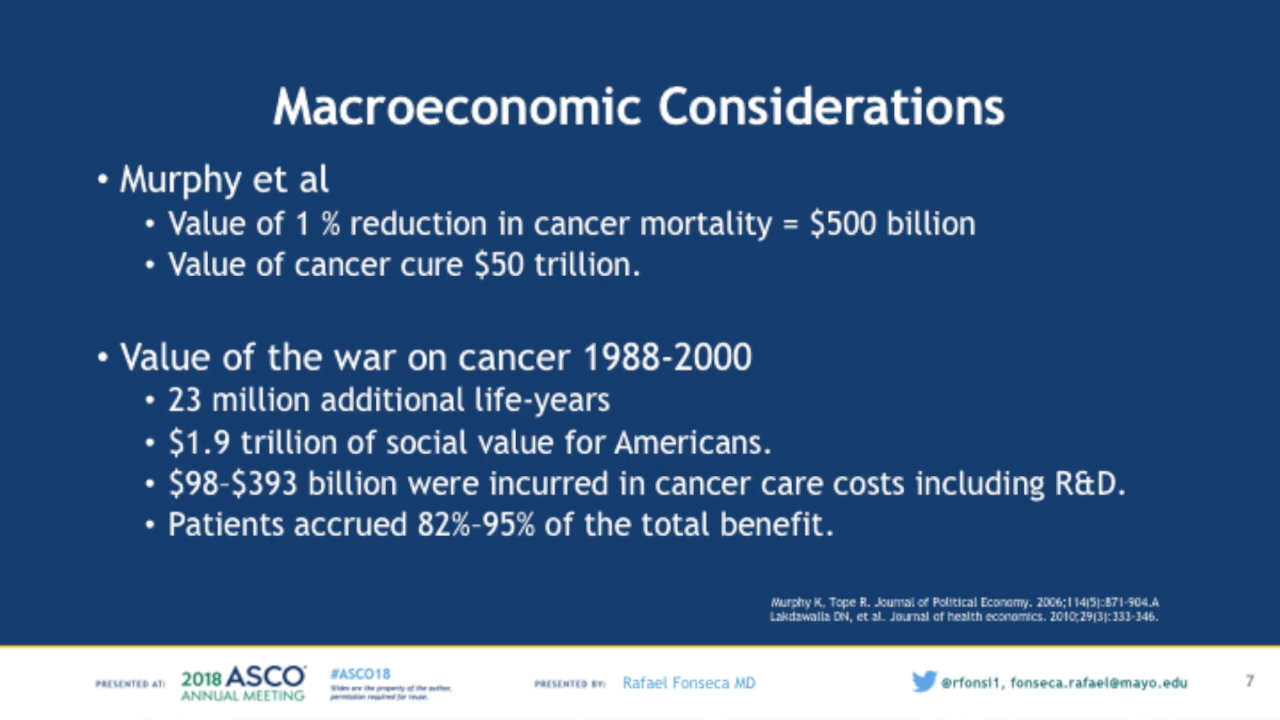 Macroeconomic Considerations
• Murphy et al
• Value of 1 % reduction in cancer mortality = $500 billion
• Value of cancer cure $50 trillion.
• Value of the war on cancer 1988-2000
• 23 million additional life-years
• $1.9 trillion of social value for Americans.
• $98–$393 billion were incurred in cancer care costs including R&D.
• Patients accrued 82%–95% of the total benefit.
Murphy K, Tope R. Journal of Political Economy. 2006;114(5):871-904.A
Lakdawalla DN, et al. Journal of health economics. 2010;29(3):333-346.
PRESENTED AT: 2018 ASCO® ANNUAL MEETING
#ASCO18
Slides are the property of the author,
permission required for reuse.
PRESENTED BY: Rafael Fonseca MD
@rfonsi1, fonseca.rafael@mayo.edu
7